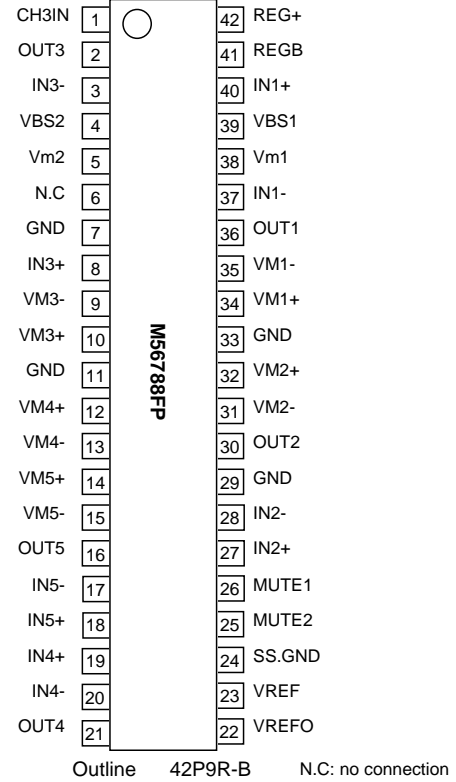 CH3IN 1 42 REG+
OUT3 2 41 REGB
IN3- 3 40 IN1+
VBS2 4 39 VBS1
Vm2 5 38 Vm1
N.C 6 37 IN1-
GND 7 36 OUT1
IN3+ 8 35 VM1-
VM3- 9 34 VM1+
VM3+ 10 33 GND
GND 11 32 VM2+
VM4+ 12 31 VM2-
VM4- 13 30 OUT2
VM5+ 14 29 GND
VM5- 15 28 IN2-
OUT5 16 27 IN2+
IN5- 17 26 MUTE1
IN5+ 18 25 MUTE2
IN4+ 19 24 SS.GND
IN4- 20 23 VREF
OUT4 21 22 VREFO
M56788FP
Outline 42P9R-B N.C: no connection